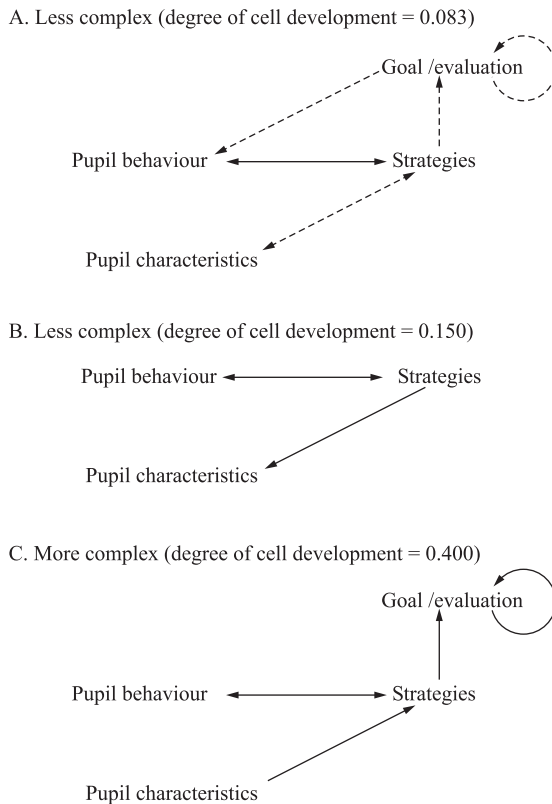 A. Less complex (degree of cell development = 0.083)
Goal /evaluation
Pupil behaviour
Strategies
Pupil characteristics
B. Less complex (degree of cell development = 0.150)
Pupil behaviour
Strategies
Pupil characteristics
C. More complex (degree of cell development = 0.400)
Goal /evaluation
Pupil behaviour
Strategies
Pupil characteristics